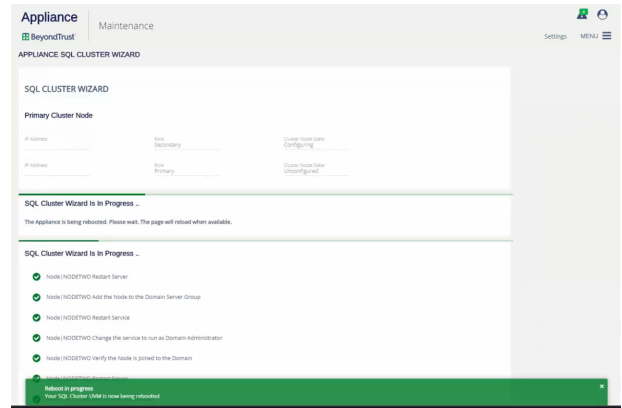 Appliance
BeyondTrust
Maintenance
4
Settings
MENU
APPLIANCE SQL CLUSTER WIZARD
SQL CLUSTER WIZARD
Primary Cluster Node
IP Address
Role
Secondary
Cluster Node State
Configuring
IP Address
Role
Primary
Cluster Node State
Unconfigured
SQL Cluster Wizard Is In Progress ..
The Appliance is being rebooted. Please wait. The page will reload when available.
SQL Cluster Wizard Is In Progress ..
Node|NODETWO Restart Server
Node|NODETWO Add the Node to the Domain Server Group
Node|NODETWO Restart Service
Node|NODETWO Change the service to run as Domain Administrator
Node|NODETWO Verify the Node is joined to the Domain
Node|NODETWO Restart Server
Reboot in progress
Your SQL Cluster UVM is now being rebooted